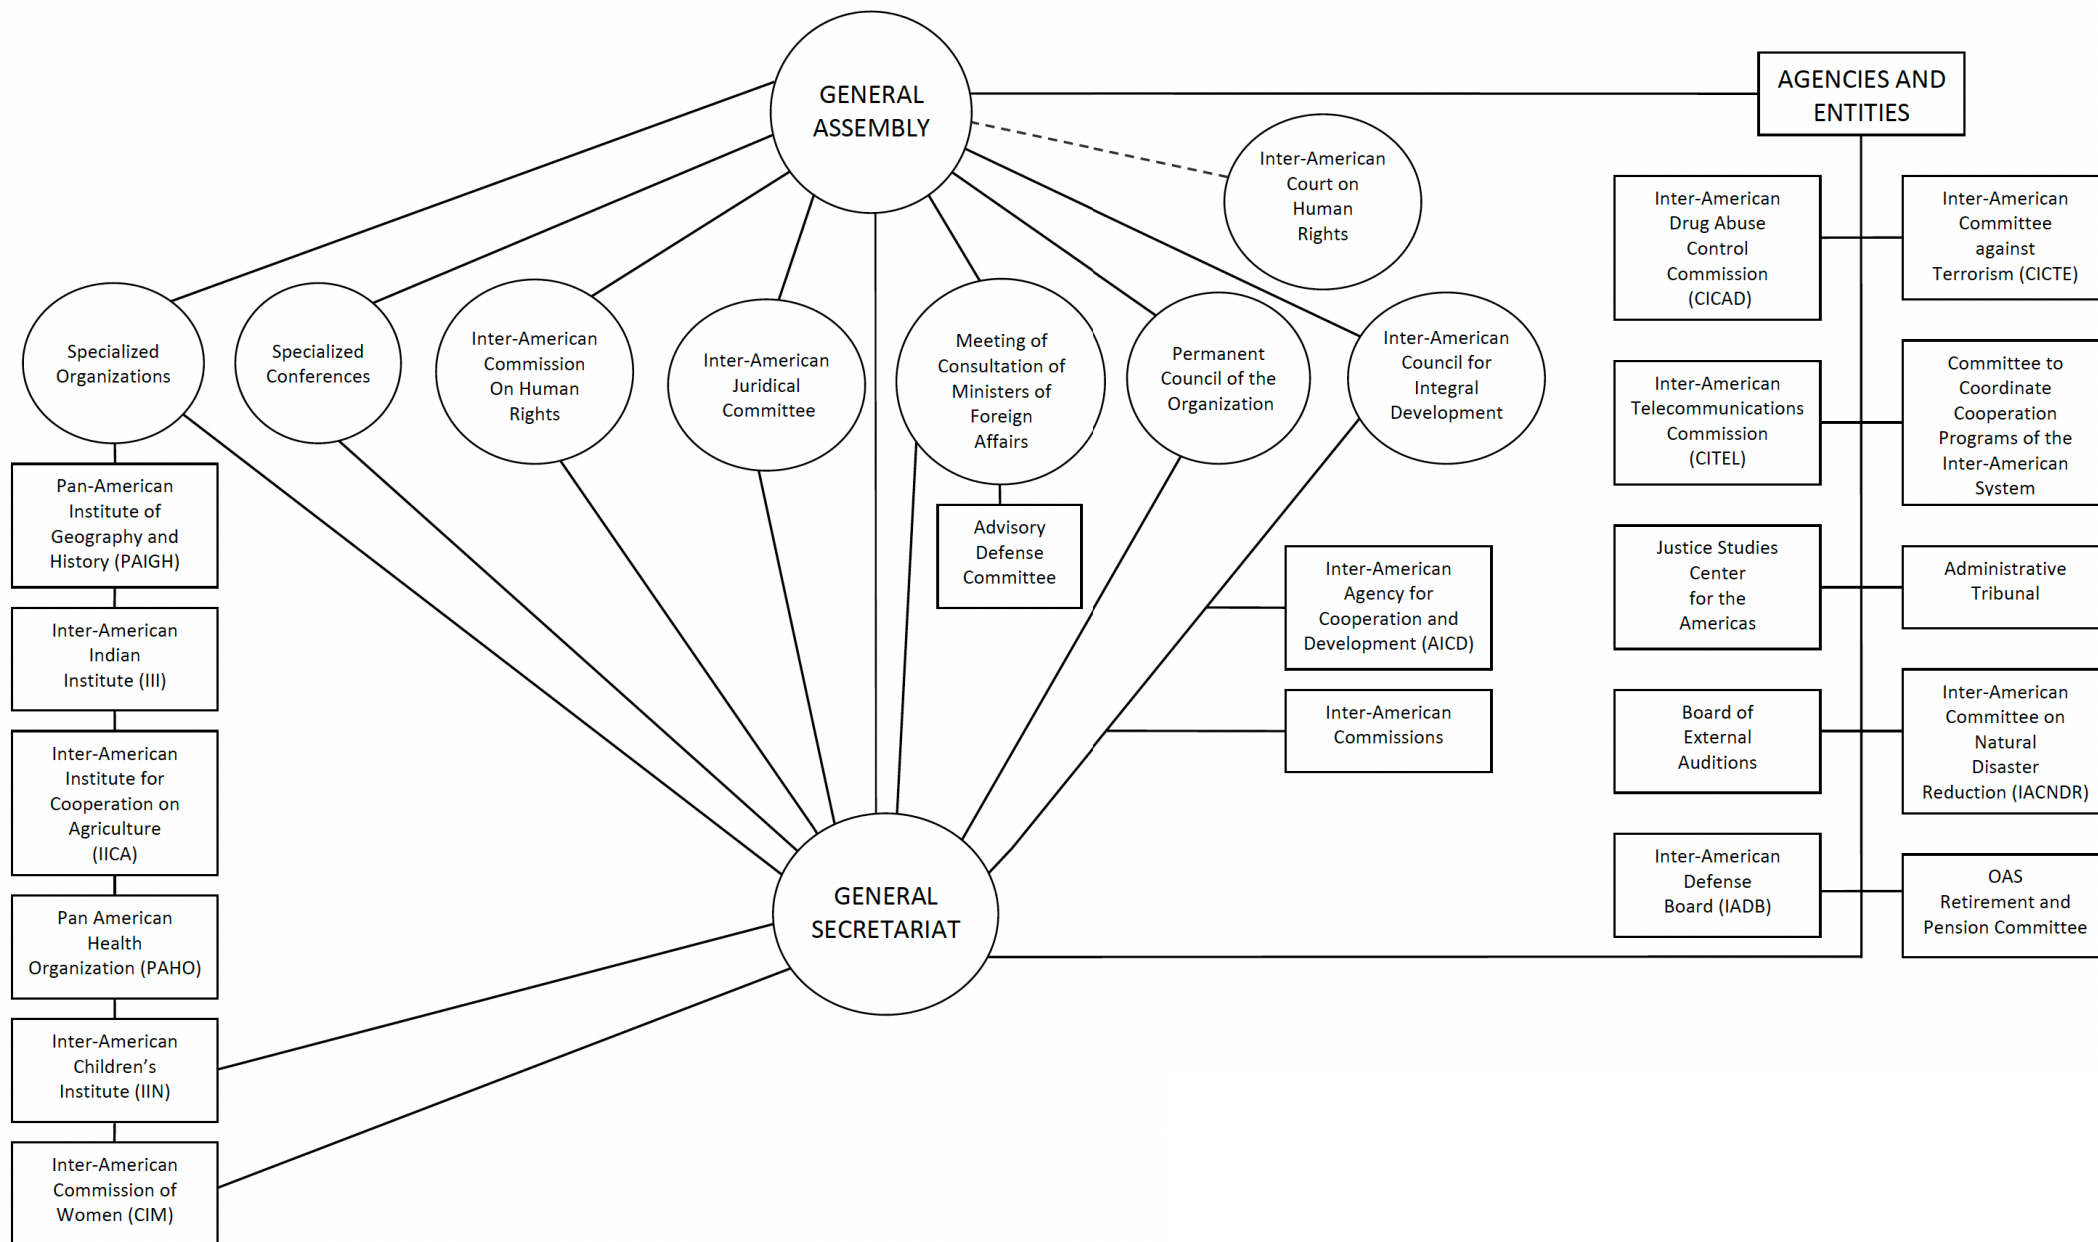 GENERAL
ASSEMBLY
AGENCIES AND
ENTITIES
Inter-American
Court on
Human
Rights
Specialized
Organizations
Specialized
Conferences
Inter-American
Commission
On Human
Rights
Inter-American
Juridical
Committee
Meeting of
Consultation of
Ministers of
Foreign
Affairs
Permanent
Council of the
Organization
Inter-American
Council for
Integral
Development
Pan-American
Institute of
Geography and
History (PAIGH)
Inter-American
Indian
Institute (III)
Inter-American
Institute for
Cooperation on
Agriculture
(IICA)
Pan American
Health
Organization (PAHO)
Inter-American
Children’s
Institute (IIN)
Inter-American
Commission of
Women (CIM)
Advisory
Defense
Committee
Inter-American
Agency for
Cooperation and
Development (AICD)
Inter-American
Commissions
GENERAL
SECRETARIAT
Inter-American
Drug Abuse
Control
Commission
(CICAD)
Inter-American
Committee
against
Terrorism (CICTE)
Inter-American
Telecommunications
Commission
(CITEL)
Committee to
Coordinate
Cooperation
Programs of the
Inter-American
System
Justice Studies
Center
for the
Americas
Administrative
Tribunal
Board of
External
Auditions
Inter-American
Committee on
Natural
Disaster
Reduction (IACNDR)
Inter-American
Defense
Board (IADB)
OAS
Retirement and
Pension Committee